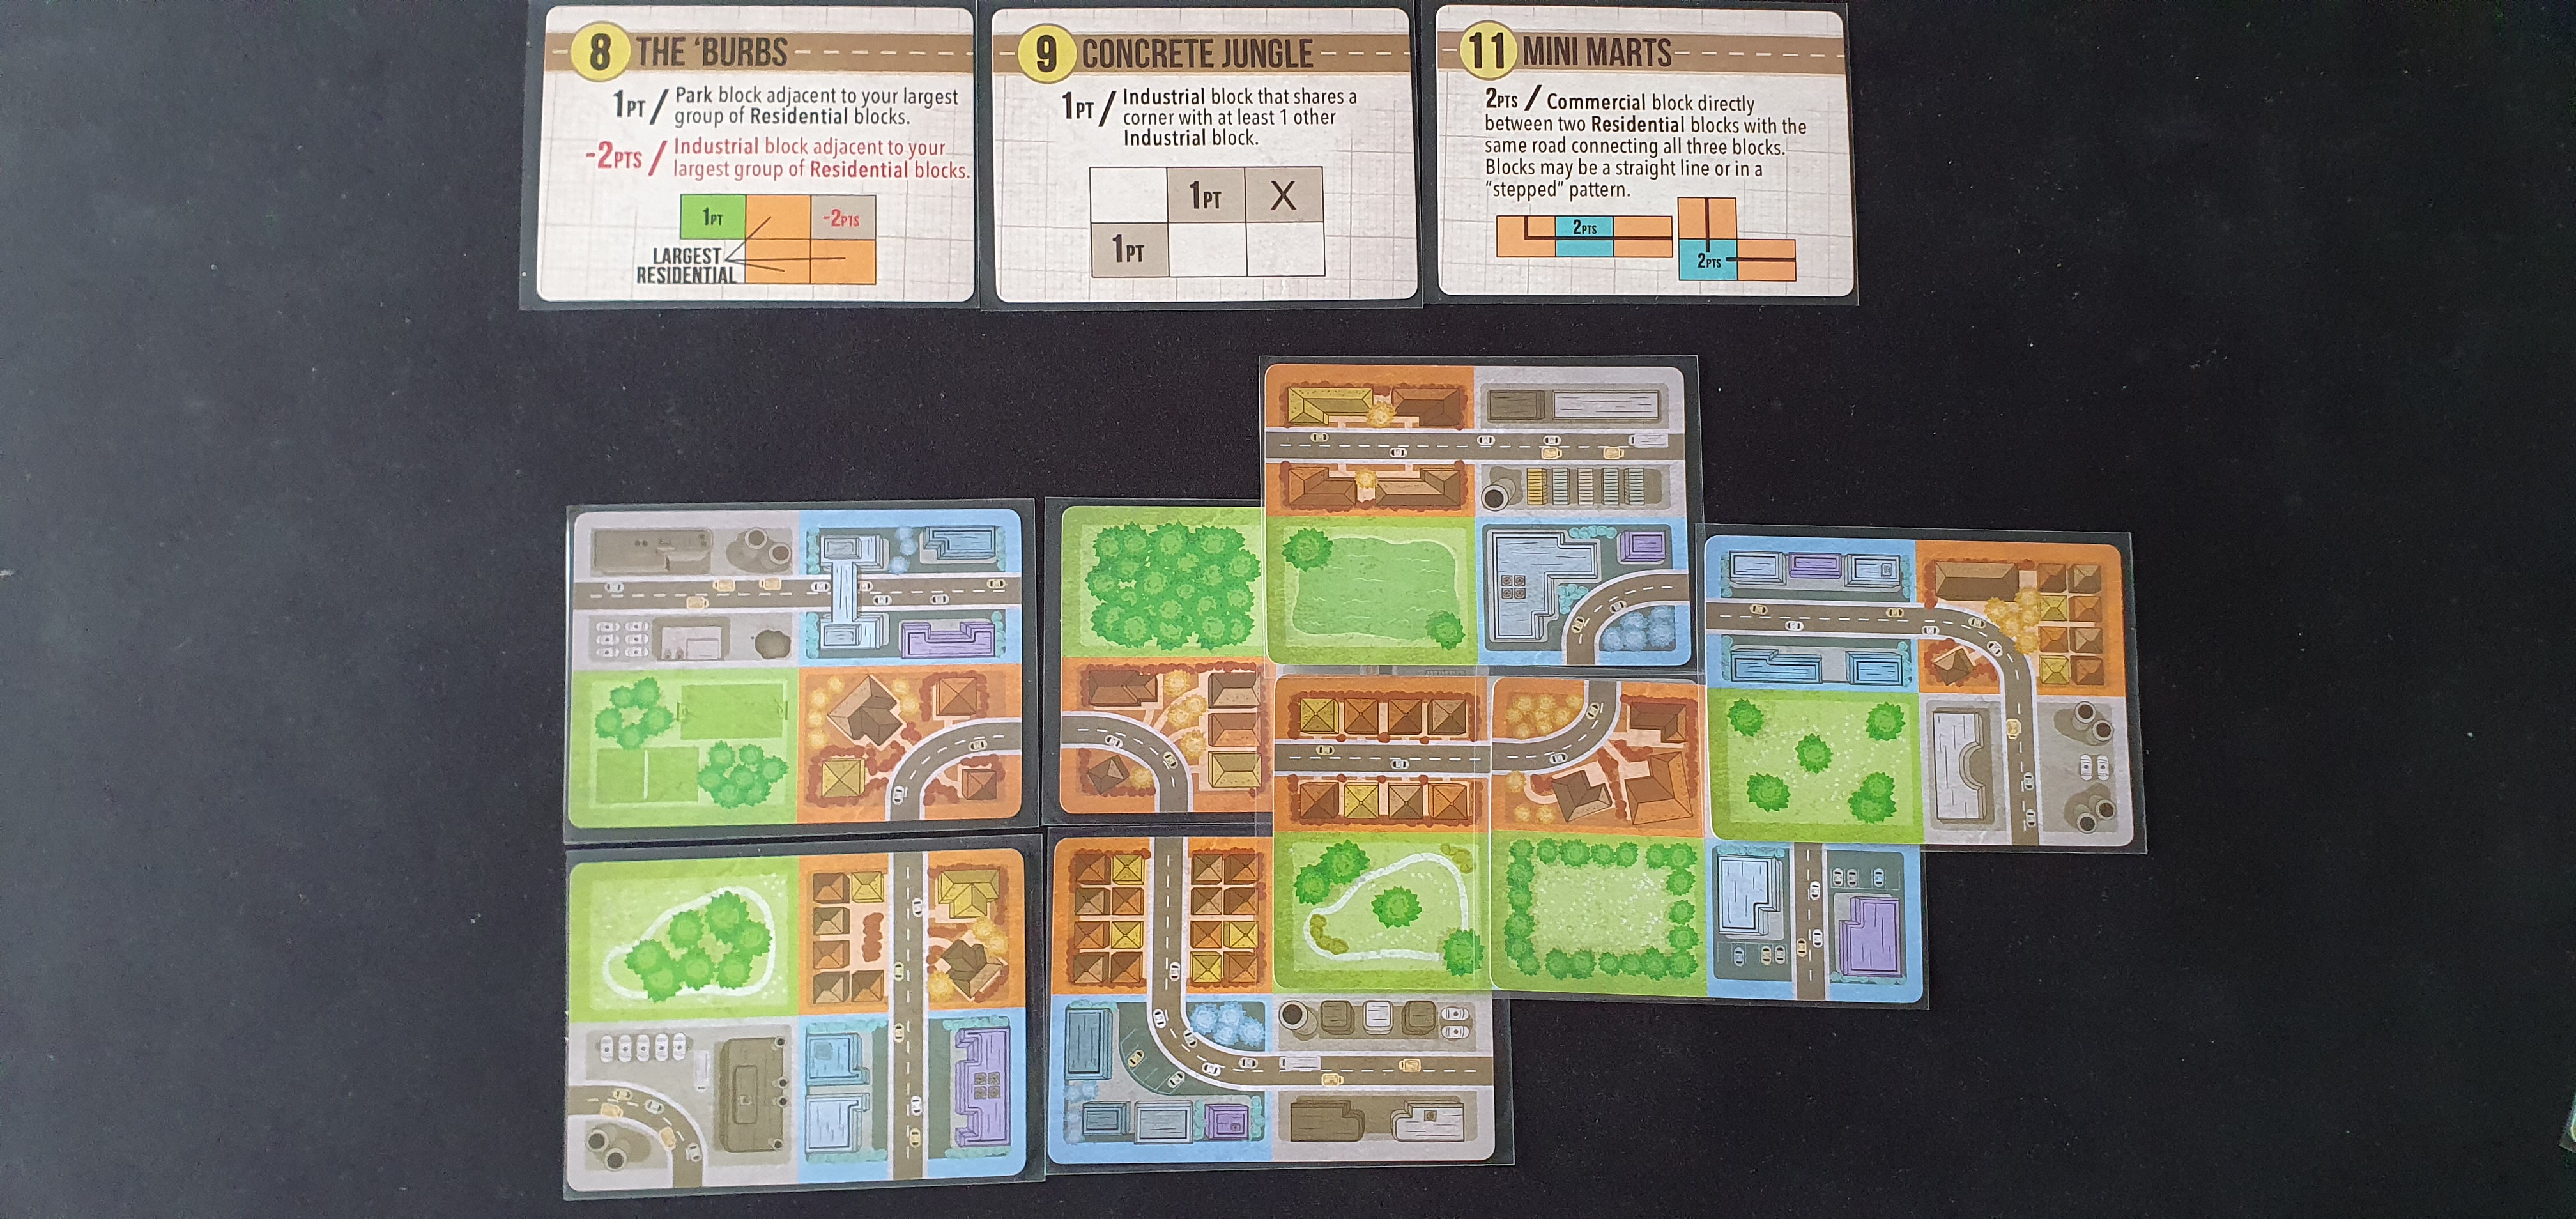 8 THE ‘BURBS
1PT / Park block adjacent to your largest
group of Residential blocks.
-2PTS / Industrial block adjacent to your
largest group of Residential blocks.
1PT
-2PTS
LARGEST
RESIDENTIAL
9 CONCRETE JUNGLE
1PT / Industrial block that shares a
corner with at least 1 other
Industrial block.
1PT X
1PT
11 MINI MARTS
2PTS / Commercial block directly
between two Residential blocks with the
same road connecting all three blocks.
Blocks may be a straight line or in a
“stepped” pattern.
2PTS
2PTS